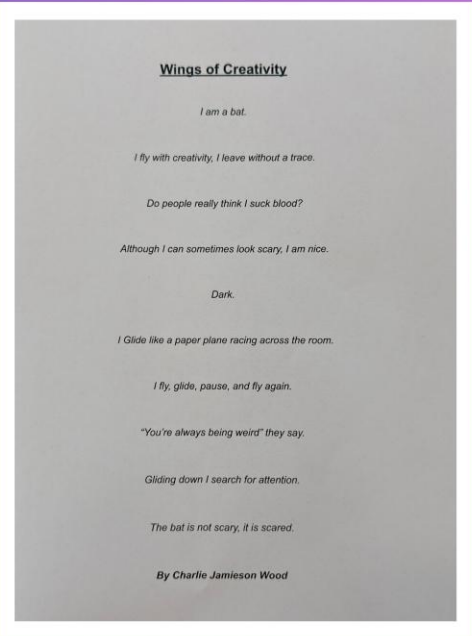 Wings of Creativity
I am a bat.
I fly with creativity, I leave without a trace.
Do people really think I suck blood?
Although I can sometimes look scary, I am nice.
Dark.
I Glide like a paper plane racing across the room.
I fly, glide, pause, and fly again.
"You're always being weird" they say.
Gliding down I search for attention.
The bat is not scary, it is scared.
By Charlie Jamieson Wood